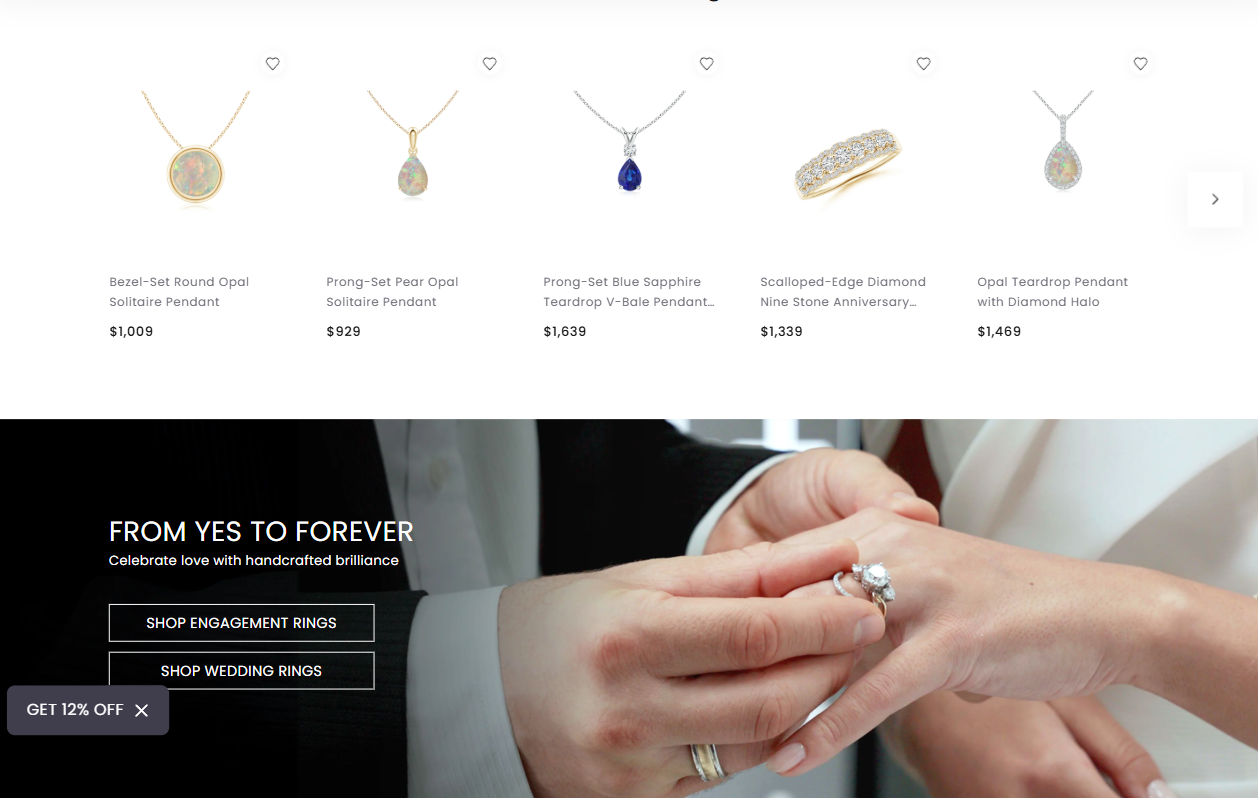 Bezel-Set Round Opal
Solitaire Pendant
$1,009
Prong-Set Pear Opal
Solitaire Pendant
$929
Prong-Set Blue Sapphire
Teardrop V-Bale Pendant…
$1,639
Scalloped-Edge Diamond
Nine Stone Anniversary…
$1,339
Opal Teardrop Pendant
with Diamond Halo
$1,469
FROM YES TO FOREVER
Celebrate love with handcrafted brilliance
SHOP ENGAGEMENT RINGS
SHOP WEDDING RINGS
GET 12% OFF